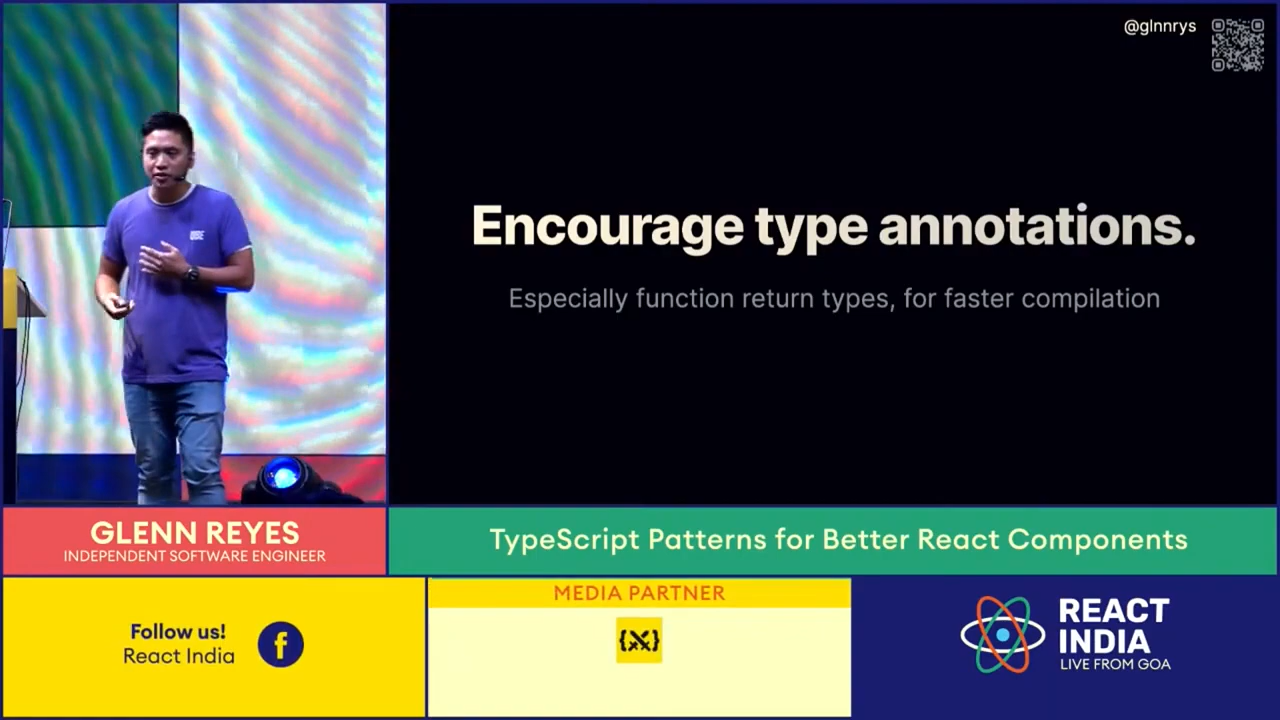 @glnnrys
Encourage type annotations.
Especially function return types, for faster compilation
GLENN REYES
INDEPENDENT SOFTWARE ENGINEER
TypeScript Patterns for Better React Components
Follow us!
React India
MEDIA PARTNER
REACT
INDIA
LIVE FROM GOA